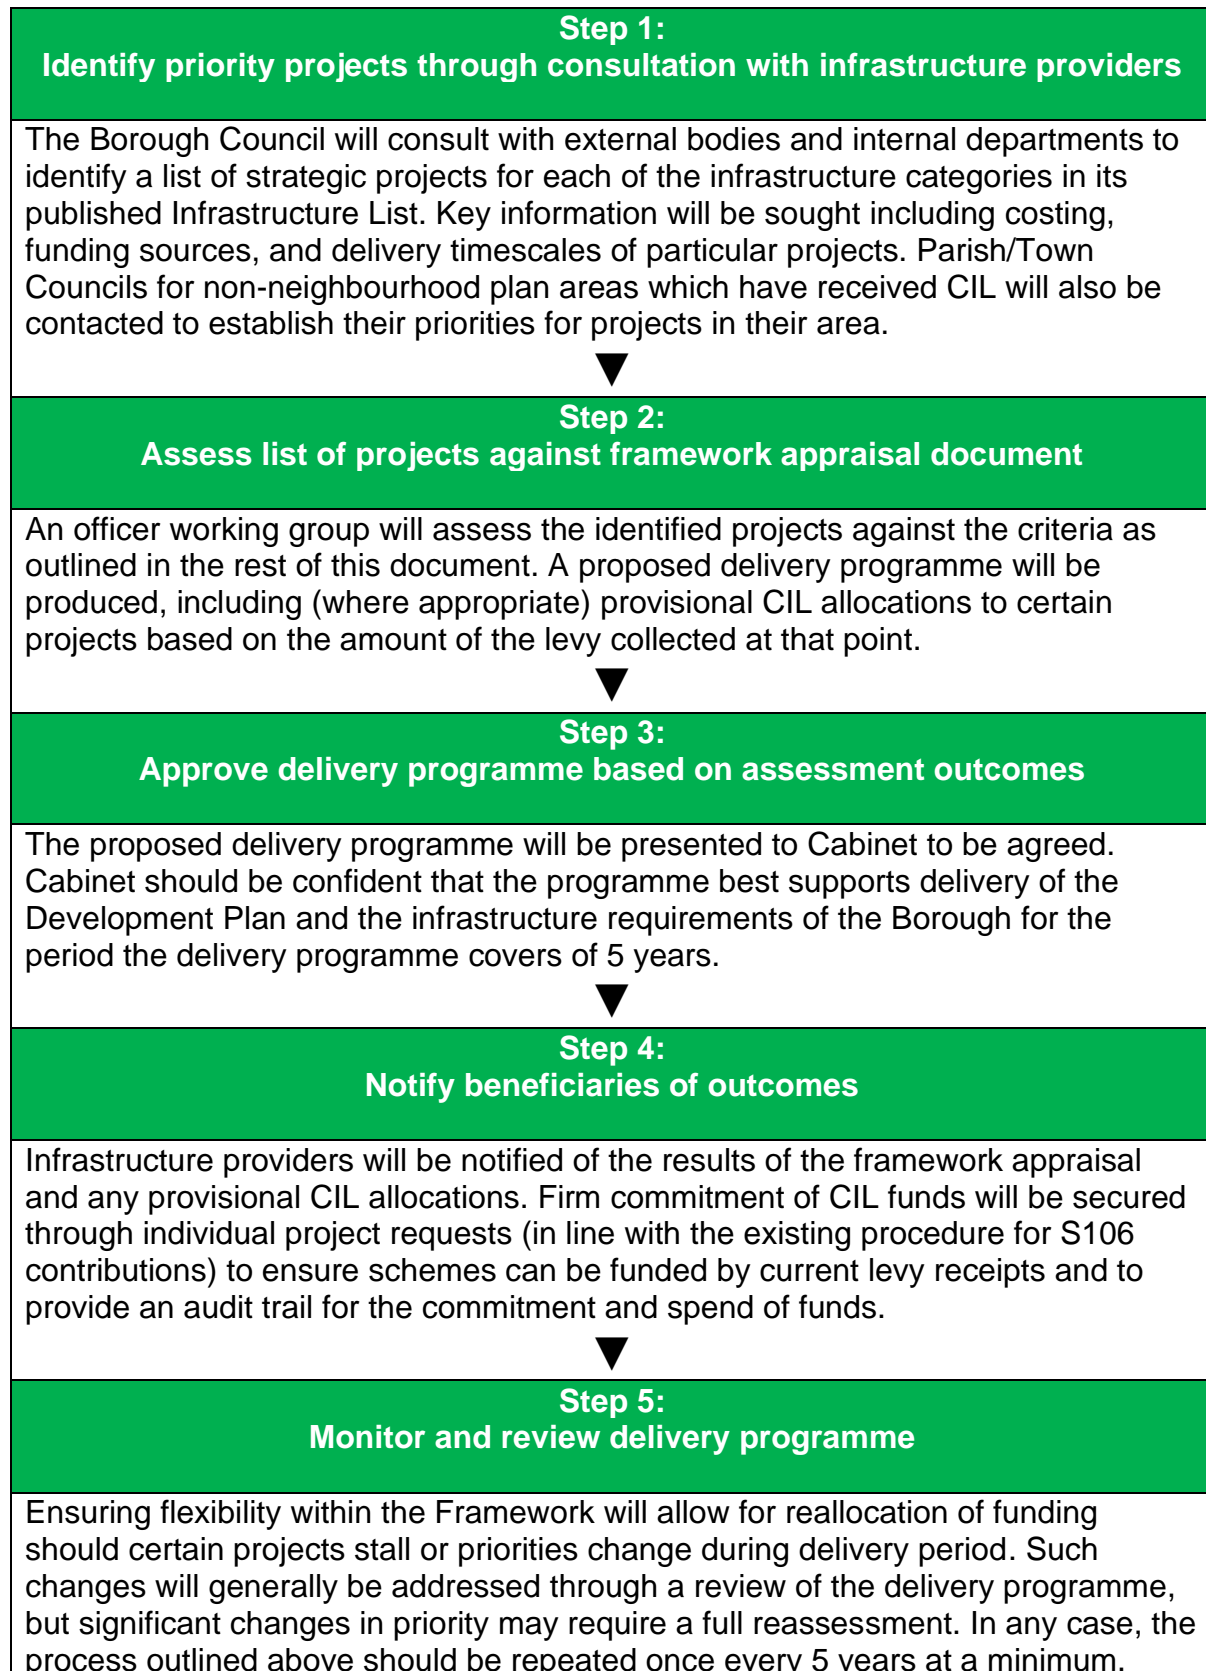 Step 1:
Identify priority projects through consultation with infrastructure providers
The Borough Council will consult with external bodies and internal departments to
identify a list of strategic projects for each of the infrastructure categories in its
published Infrastructure List. Key information will be sought including costing,
funding sources, and delivery timescales of particular projects. Parish/Town
Councils for non-neighbourhood plan areas which have received CIL will also be
contacted to establish their priorities for projects in their area.
Step 2:
Assess list of projects against framework appraisal document
An officer working group will assess the identified projects against the criteria as
outlined in the rest of this document. A proposed delivery programme will be
produced, including (where appropriate) provisional CIL allocations to certain
projects based on the amount of the levy collected at that point.
Step 3:
Approve delivery programme based on assessment outcomes
The proposed delivery programme will be presented to Cabinet to be agreed.
Cabinet should be confident that the programme best supports delivery of the
Development Plan and the infrastructure requirements of the Borough for the
period the delivery programme covers of 5 years.
Step 4:
Notify beneficiaries of outcomes
Infrastructure providers will be notified of the results of the framework appraisal
and any provisional CIL allocations. Firm commitment of CIL funds will be secured
through individual project requests (in line with the existing procedure for S106
contributions) to ensure schemes can be funded by current levy receipts and to
provide an audit trail for the commitment and spend of funds.
Step 5:
Monitor and review delivery programme
Ensuring flexibility within the Framework will allow for reallocation of funding
should certain projects stall or priorities change during delivery period. Such
changes will generally be addressed through a review of the delivery programme,
but significant changes in priority may require a full reassessment. In any case, the
process outlined above should be repeated once every 5 years at a minimum.